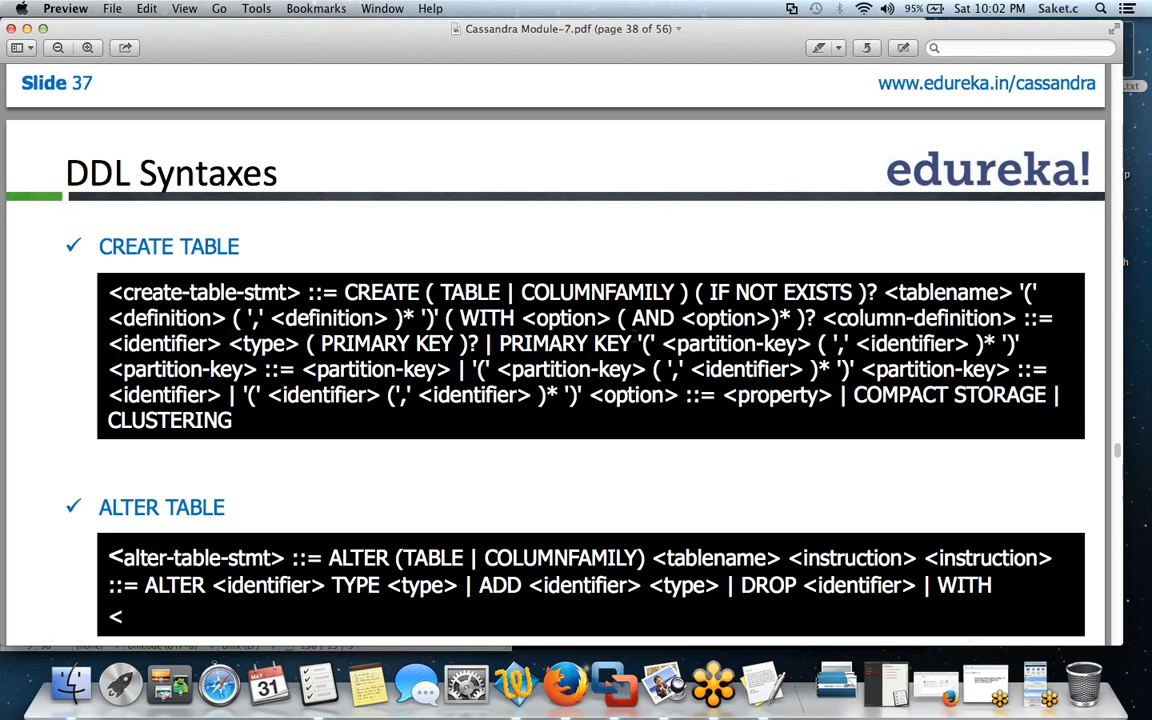 Preview File Edit View Go Tools Bookmarks Window Help 95% Sat 10:02 PM Saket.c
Cassandra Module-7.pdf (page 38 of 56)
Slide 37 www.edureka.in/cassandra
.txt
DDL Syntaxes edureka!
✓ CREATE TABLE
<create-table-stmt> ::= CREATE ( TABLE | COLUMNFAMILY ) ( IF NOT EXISTS )? <tablename> '('
<definition> ( ',' <definition> )* ')' ( WITH <option> ( AND <option>)* )? <column-definition> ::=
<identifier> <type> ( PRIMARY KEY )? | PRIMARY KEY '(' <partition-key> ( ',' <identifier> )* ')'
<partition-key> ::= <partition-key> | '(' <partition-key> ( ',' <identifier> )* ')' <partition-key> ::=
<identifier> | '(' <identifier> (',' <identifier> )* ')' <option> ::= <property> | COMPACT STORAGE |
CLUSTERING
✓ ALTER TABLE
<alter-table-stmt> ::= ALTER (TABLE | COLUMNFAMILY) <tablename> <instruction> <instruction>
::= ALTER <identifier> TYPE <type> | ADD <identifier> <type> | DROP <identifier> | WITH
<
MAY
31